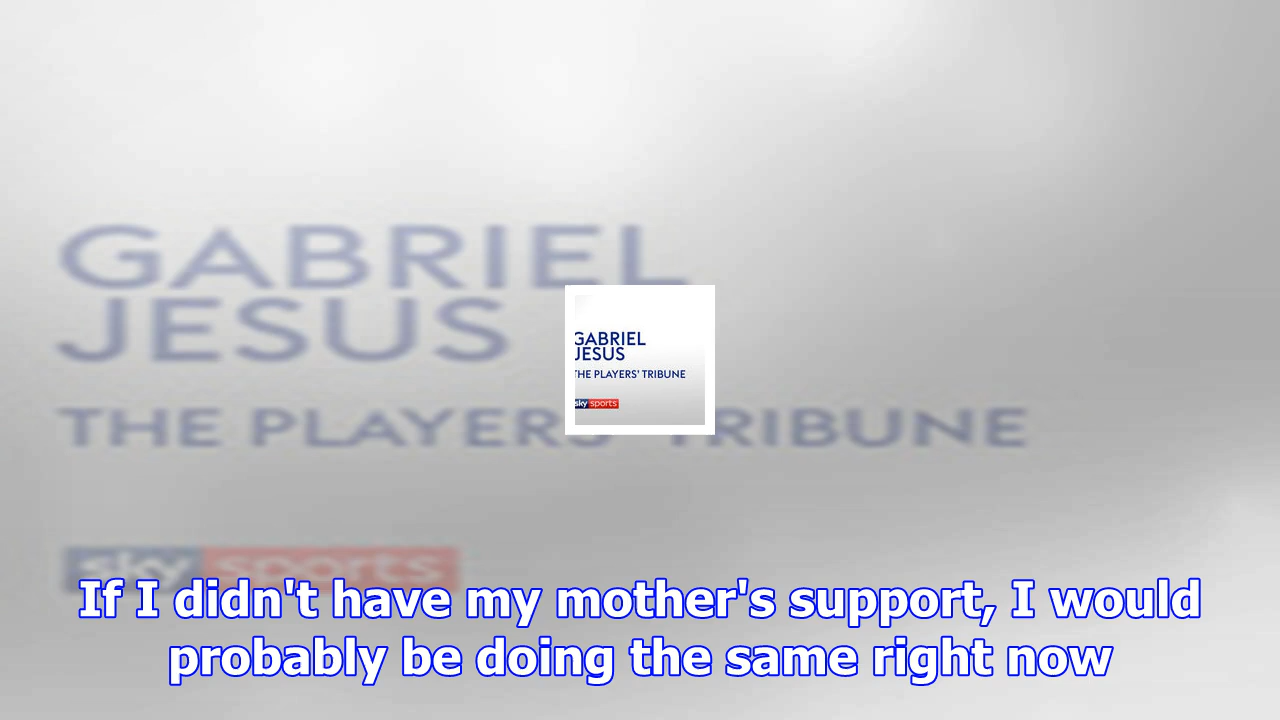 GABRIEL
JESUS
THE PLAYERS' TRIBUNE
sky sports
GABRIEL
JESUS
THE PLAYERS' TRIBUNE
sky sports
If I didn't have my mother's support, I would
probably be doing the same right now